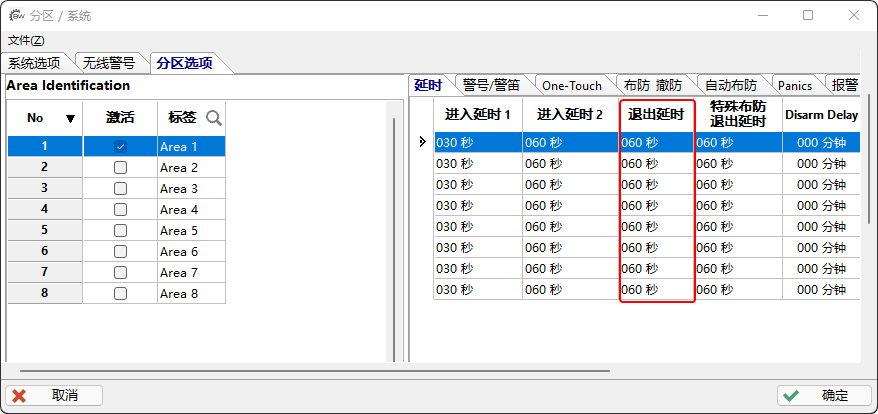 BW 分区 / 系统
文件(Z)
系统选项 无线警号 分区选项
Area Identification
No 激活 标签
1 Area 1
2 Area 2
3 Area 3
4 Area 4
5 Area 5
6 Area 6
7 Area 7
8 Area 8
延时 警号/警笛 One-Touch 布防 撤防 自动布防 Panics 报警
进入延时 1 进入延时 2 退出延时 特殊布防 退出延时 Disarm Delay
030 秒 060 秒 060 秒 060 秒 000 分钟
030 秒 060 秒 060 秒 060 秒 000 分钟
030 秒 060 秒 060 秒 060 秒 000 分钟
030 秒 060 秒 060 秒 060 秒 000 分钟
030 秒 060 秒 060 秒 060 秒 000 分钟
030 秒 060 秒 060 秒 060 秒 000 分钟
030 秒 060 秒 060 秒 060 秒 000 分钟
030 秒 060 秒 060 秒 060 秒 000 分钟
取消 确定